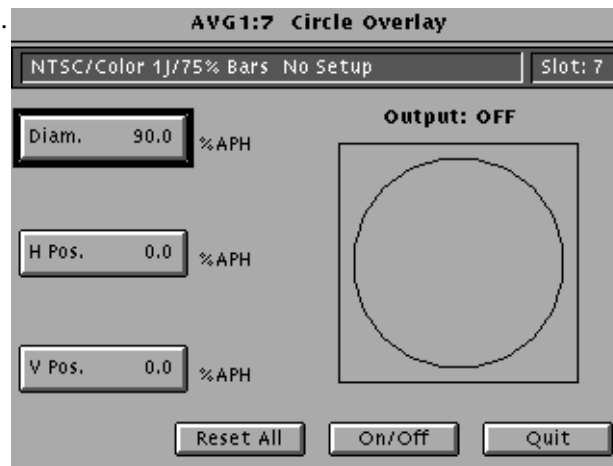 AVG1:7 Circle Overlay
NTSC/Color 1J/75% Bars No Setup
Slot: 7
Output: OFF
Diam. 90.0 %APH
H Pos. 0.0 %APH
V Pos. 0.0 %APH
Reset All On/Off Quit